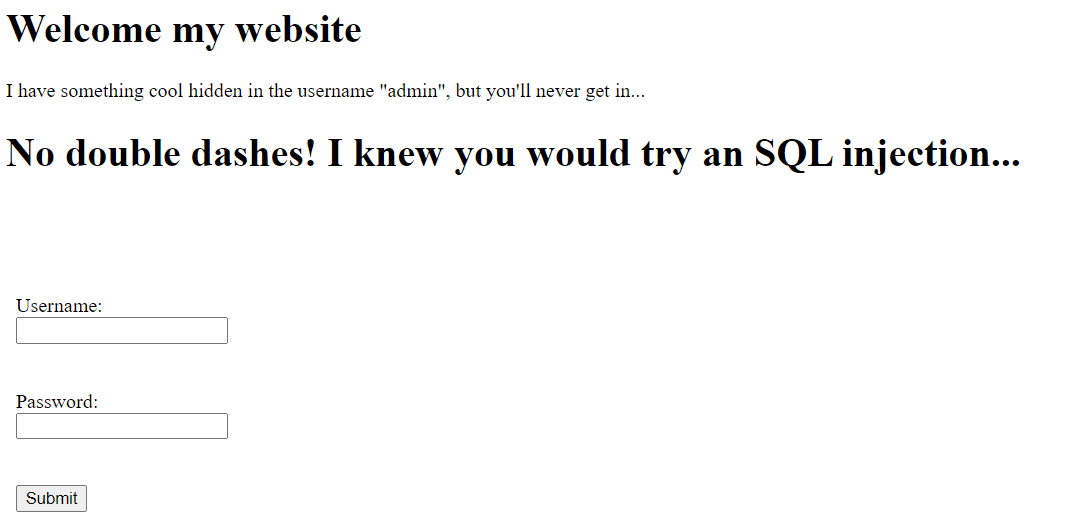 Welcome my website
I have something cool hidden in the username "admin", but you'll never get in...
No double dashes! I knew you would try an SQL injection...
Username:
Password:
Submit